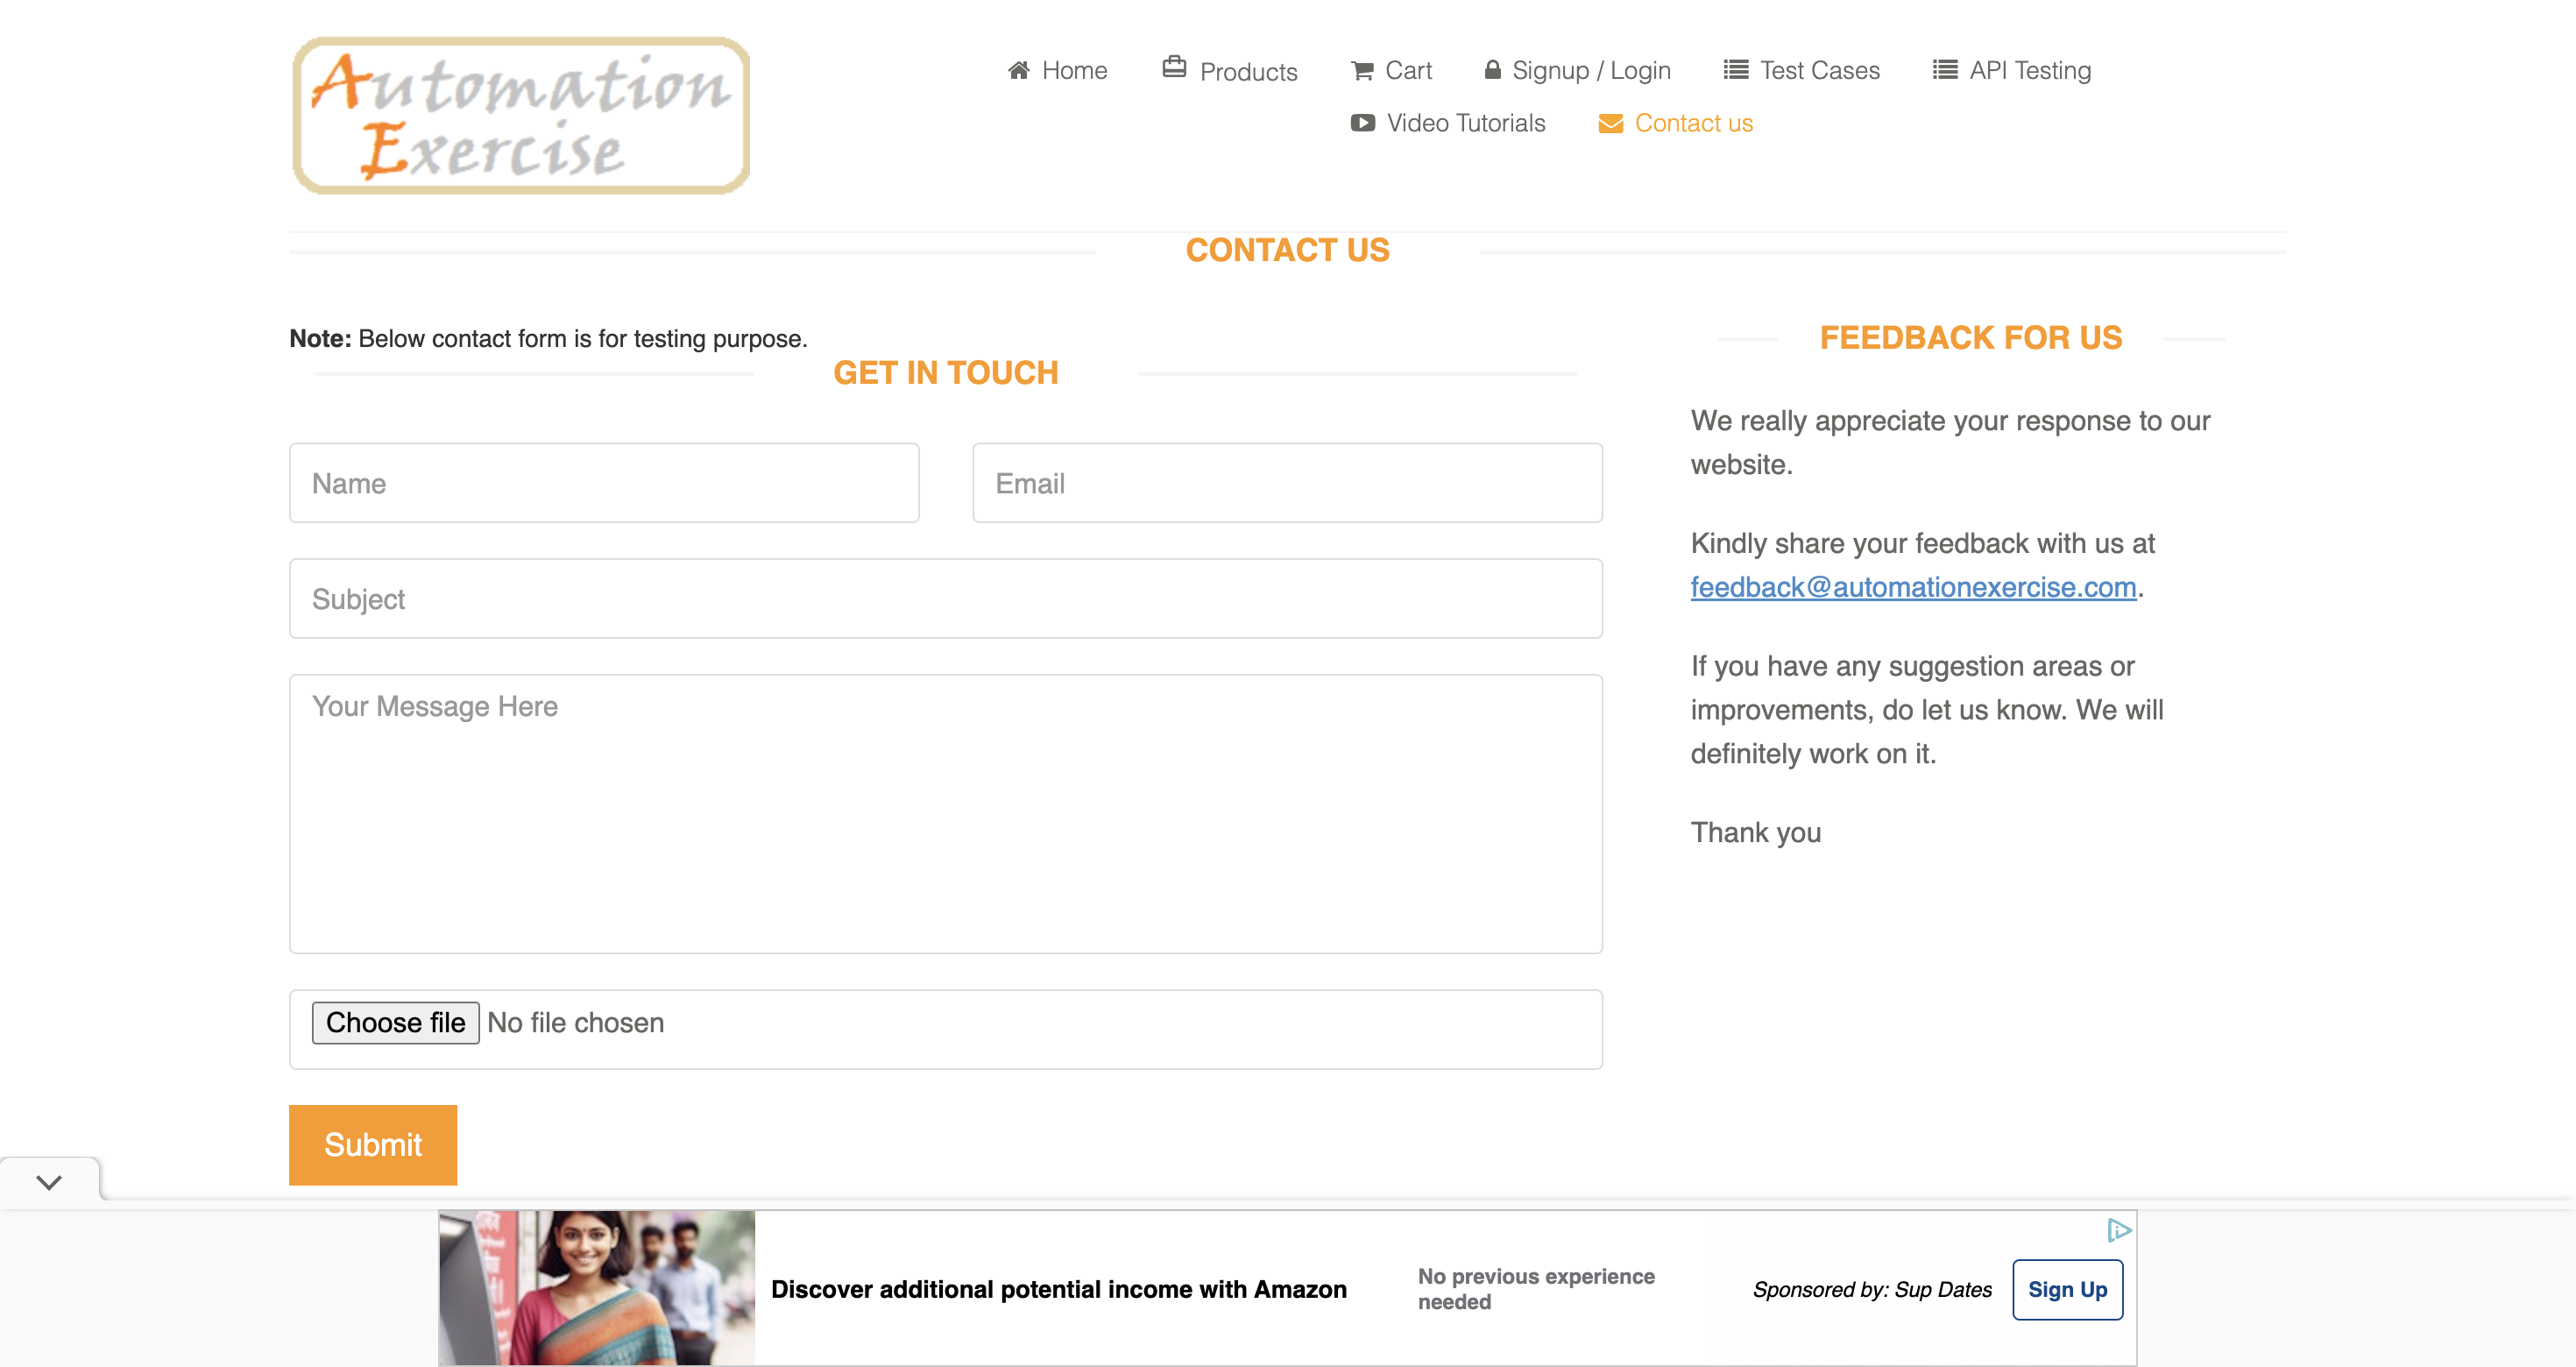 Automation
Exercise
Home
Products
Cart
Signup / Login
Test Cases
API Testing
Video Tutorials
Contact us
CONTACT US
Note: Below contact form is for testing purpose.
GET IN TOUCH
Name
Email
Subject
Your Message Here
Choose file No file chosen
Submit
FEEDBACK FOR US
We really appreciate your response to our
website.
Kindly share your feedback with us at
feedback@automationexercise.com.
If you have any suggestion areas or
improvements, do let us know. We will
definitely work on it.
Thank you
Discover additional potential income with Amazon
No previous experience
needed
Sponsored by: Sup Dates
Sign Up